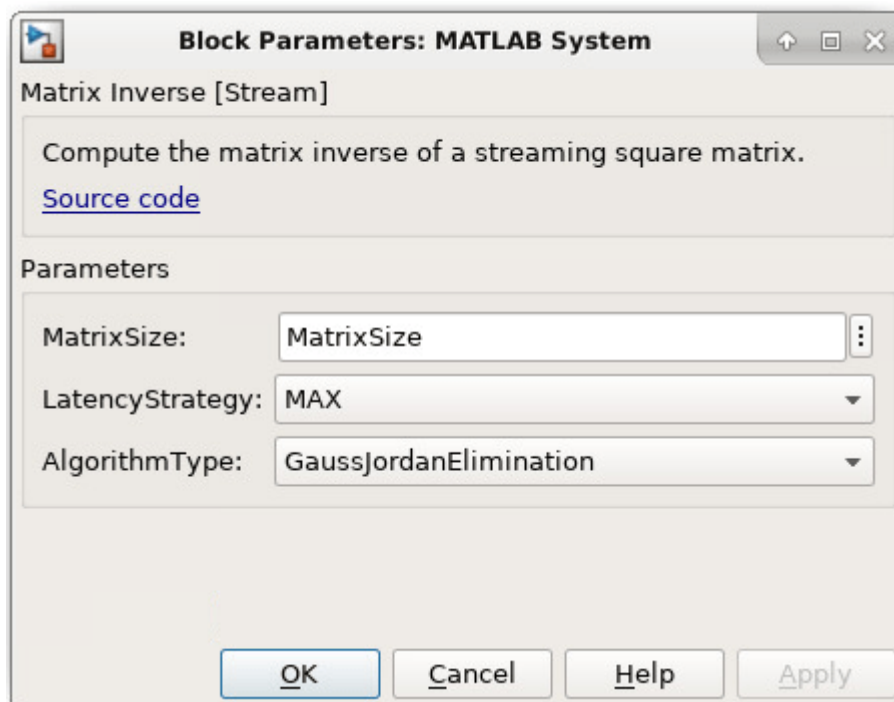 Block Parameters: MATLAB System
Matrix Inverse [Stream]
Compute the matrix inverse of a streaming square matrix.
Source code
Parameters
MatrixSize: MatrixSize
LatencyStrategy: MAX
AlgorithmType: GaussJordanElimination
OK Cancel Help Apply